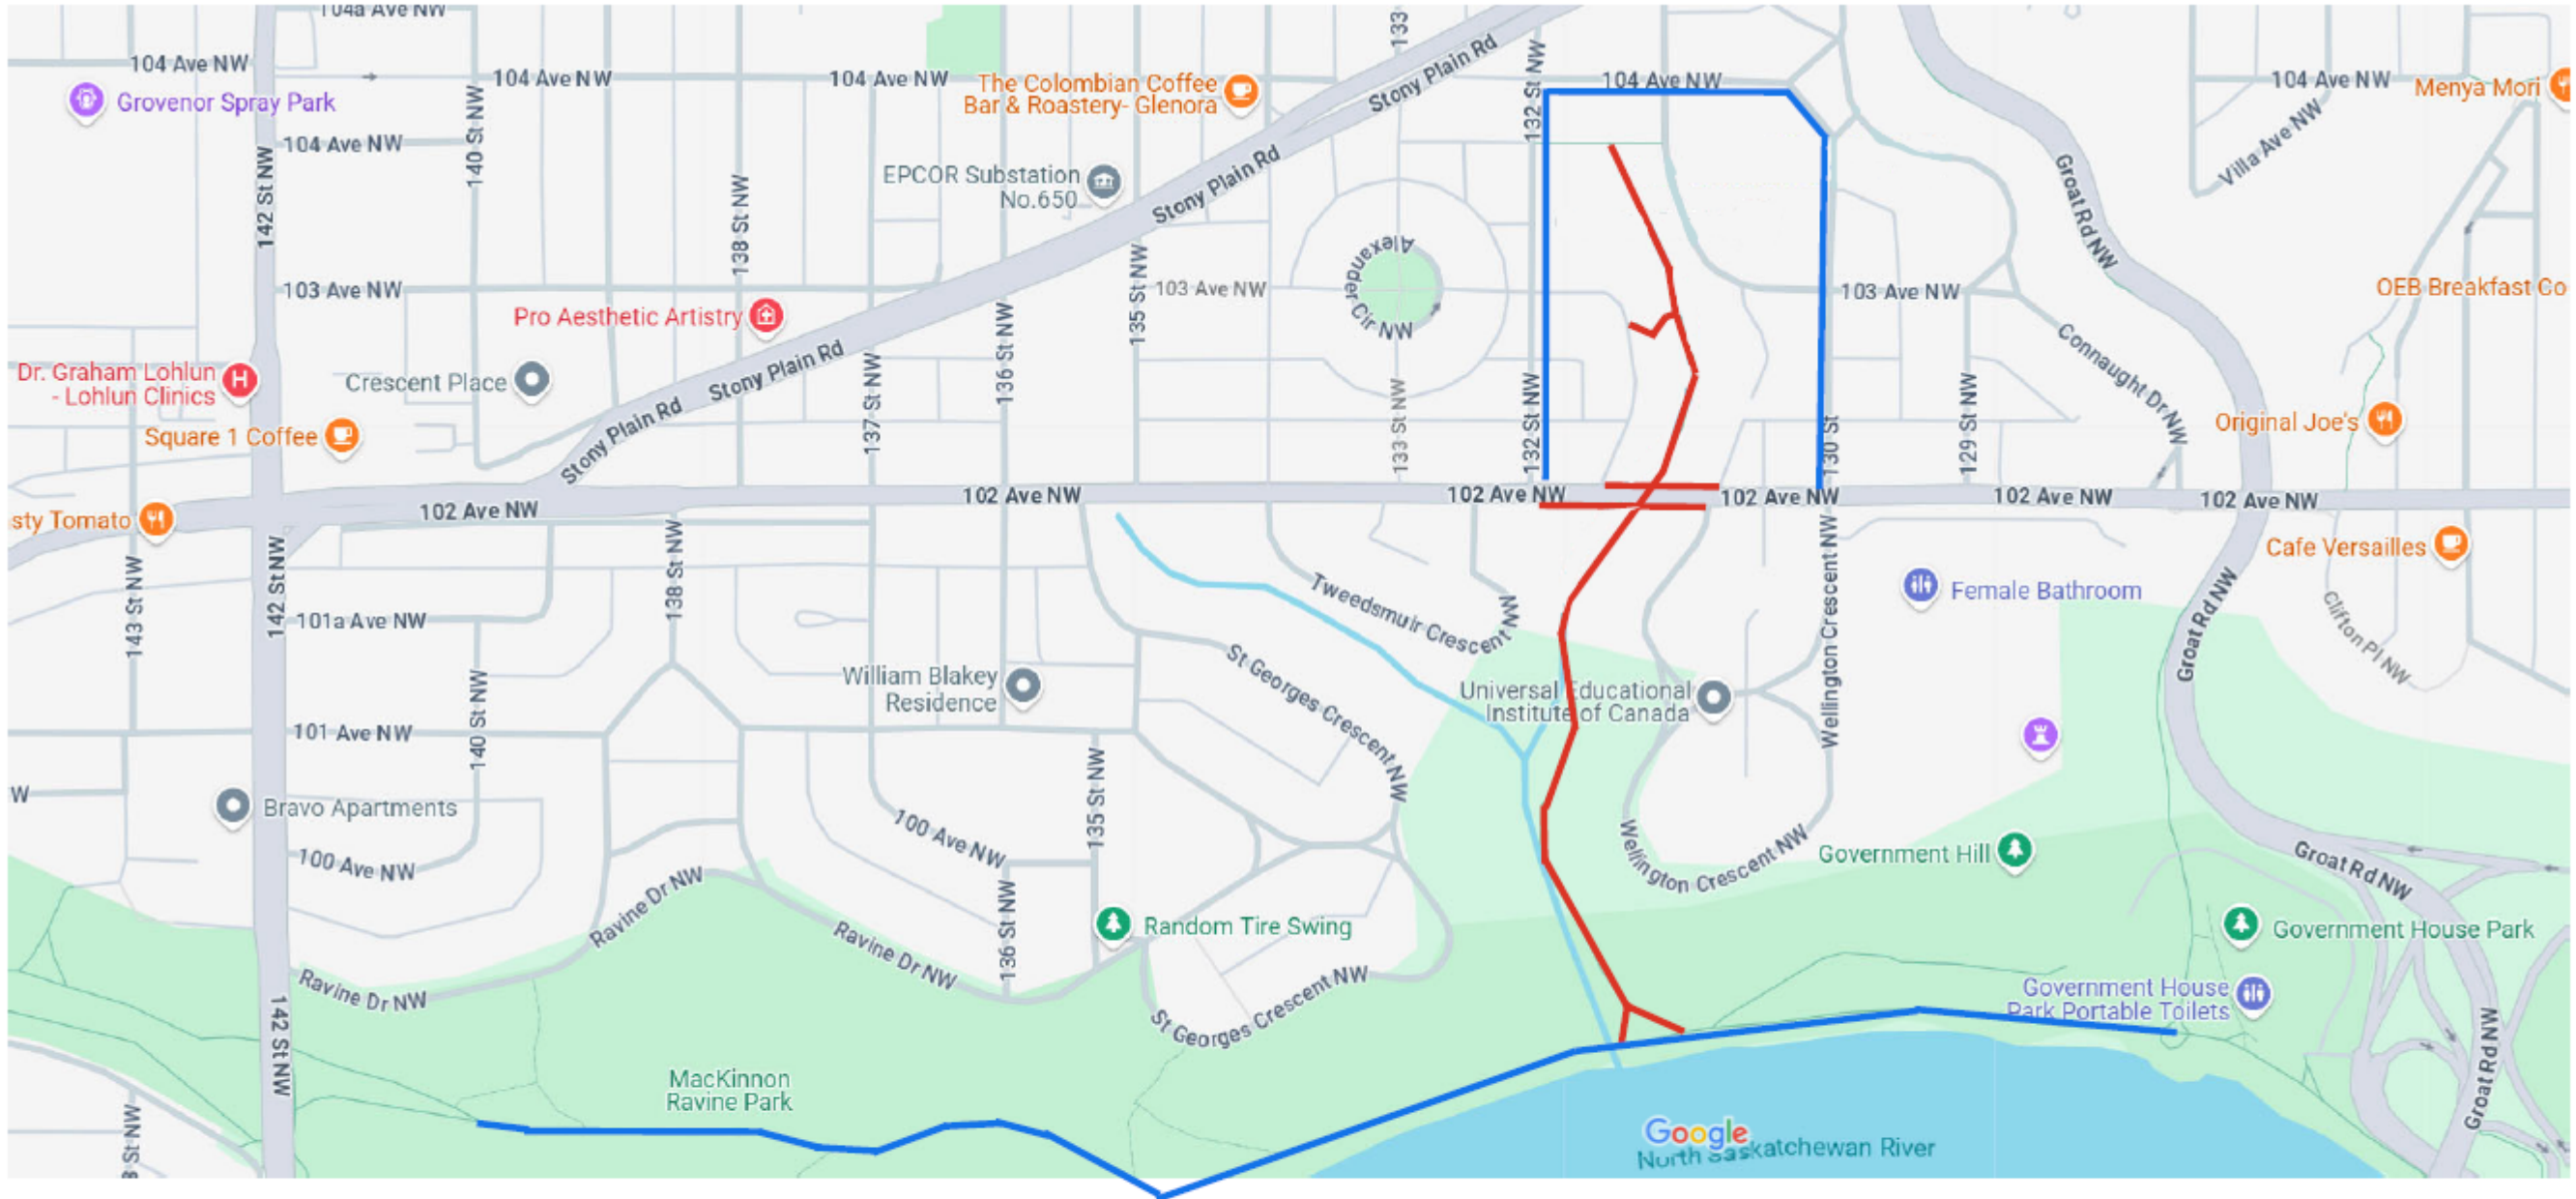 104a Ave NW
104 Ave NW
104 Ave NW
104 Ave NW
104 Ave NW
104 Ave NW
Grovenor Spray Park
The Colombian Coffee
Bar & Roastery- Glenora
Stony Plain Rd
133
132 St NW
Menya Mori
Villa Ave NW
104 Ave NW
140 St NW
142 St NW
138 St NW
EPCOR Substation
No.650
Stony Plain Rd
Groat Rd NW
103 Ave NW
135 St NW
103 Ave NW
Alexander Cir NW
103 Ave NW
OEB Breakfast Co
Pro Aesthetic Artistry
136 St NW
Connaught Dr NW
Dr. Graham Lohlun
- Lohlun Clinics
Crescent Place
Stony Plain Rd
137 St NW
133 St NW
132 St NW
130 St
129 St NW
Original Joe's
Square 1 Coffee
Stony Plain Rd
102 Ave NW
102 Ave NW
102 Ave NW
102 Ave NW
102 Ave NW
102 Ave NW
sty Tomato
143 St NW
142 St NW
138 St NW
Cafe Versailles
Tweedsmuir Crescent NW
Wellington Crescent NW
Female Bathroom
Groat Rd NW
Clifton Pl NW
101a Ave NW
William Blakey
Residence
St Georges Crescent NW
Universal Educational
Institute of Canada
101 Ave NW
140 St NW
W
Bravo Apartments
135 St NW
100 Ave NW
100 Ave NW
Wellington Crescent NW
Government Hill
Groat Rd NW
Ravine Dr NW
Ravine Dr NW
136 St NW
Random Tire Swing
Government House Park
Ravine Dr NW
St Georges Crescent NW
Government House
Park Portable Toilets
142 St NW
Groat Rd NW
MacKinnon
Ravine Park
8 St NW
Google
North Saskatchewan River